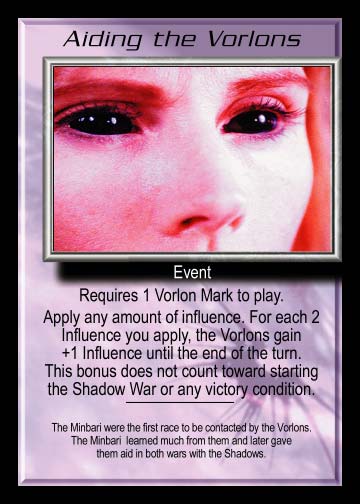 Aiding the Vorlons
Event
Requires 1 Vorlon Mark to play.
Apply any amount of influence. For each 2
Influence you apply, the Vorlons gain
+1 Influence until the end of the turn.
This bonus does not count toward starting
the Shadow War or any victory condition.
The Minbari were the first race to be contacted by the Vorlons.
The Minbari learned much from them and later gave
them aid in both wars with the Shadows.